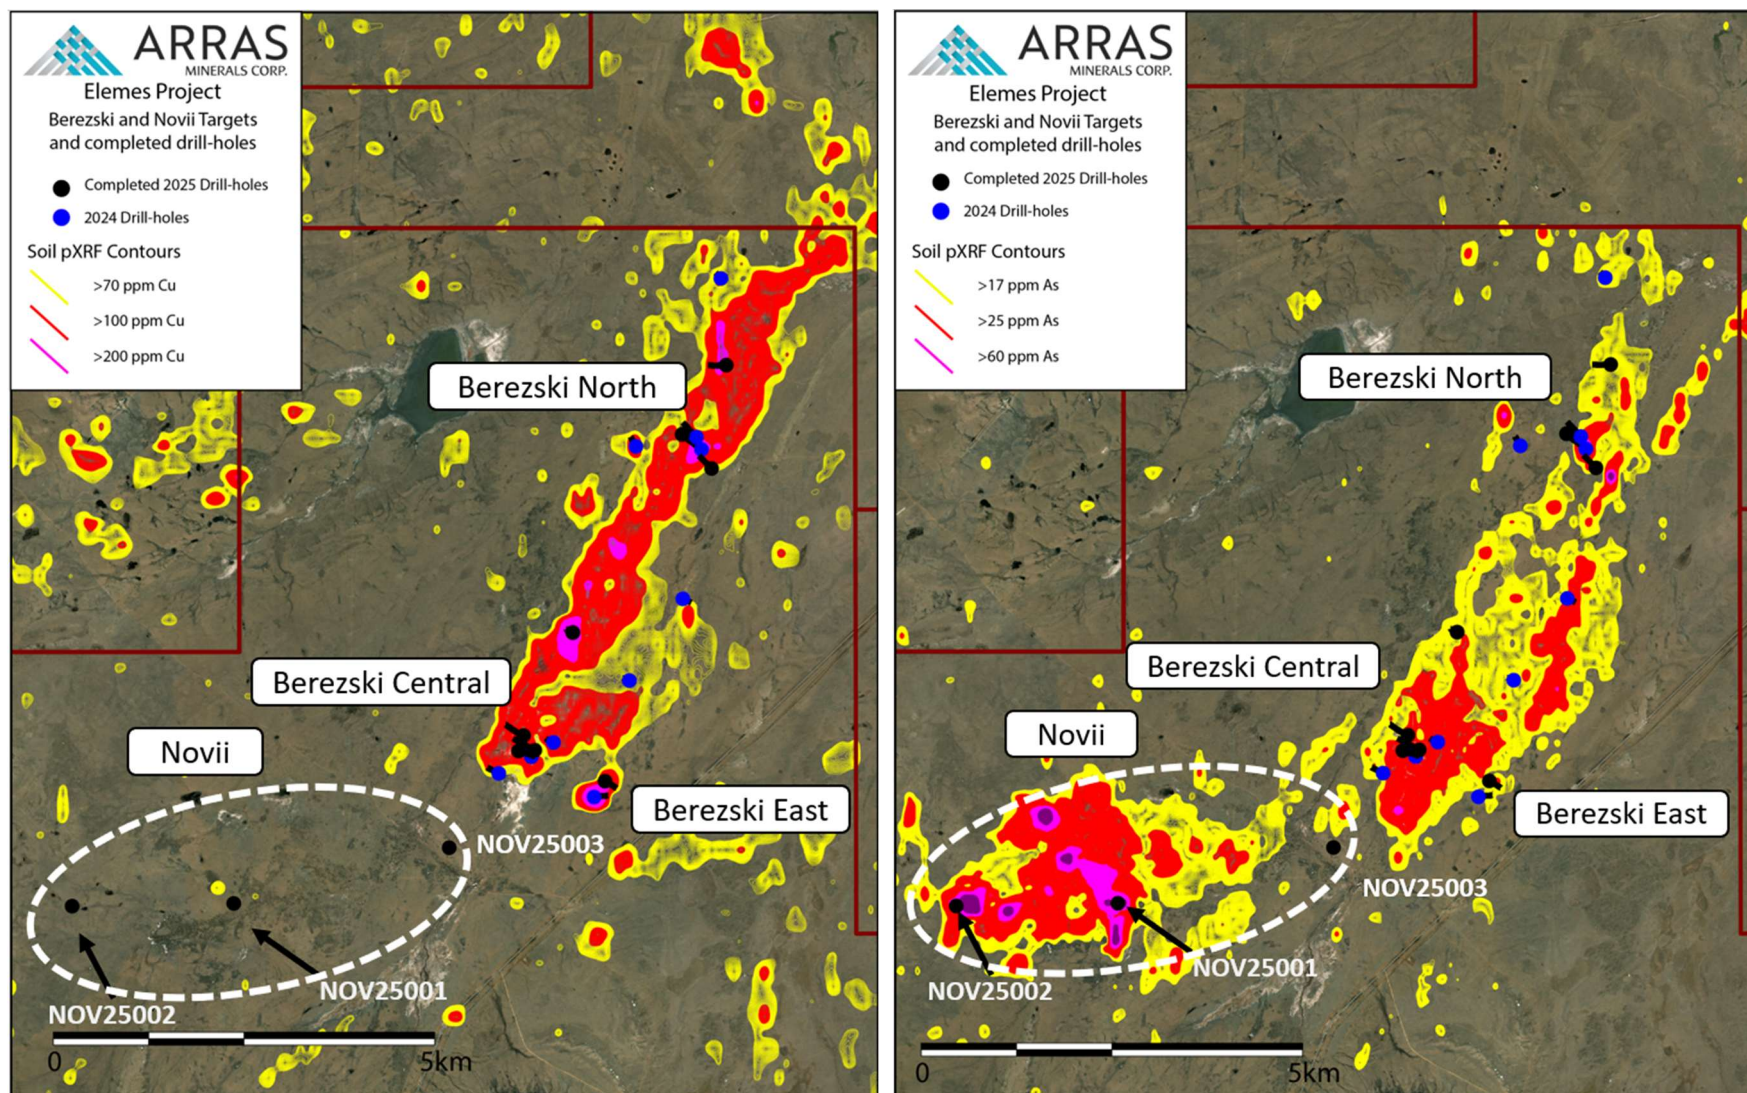 ARRAS
MINERALS CORP.
Elemes Project
Berezski and Novii Targets
and completed drill-holes
Completed 2025 Drill-holes
2024 Drill-holes
Soil pXRF Contours
>70 ppm Cu
>100 ppm Cu
>200 ppm Cu
Berezski North
Berezski Central
Novii
Berezski East
NOV25003
NOV25001
NOV25002
0
5km
ARRAS
MINERALS CORP.
Elemes Project
Berezski and Novii Targets
and completed drill-holes
Completed 2025 Drill-holes
2024 Drill-holes
Soil pXRF Contours
>17 ppm As
>25 ppm As
>60 ppm As
Berezski North
Berezski Central
Novii
Berezski East
NOV25003
NOV25001
NOV25002
0
5km